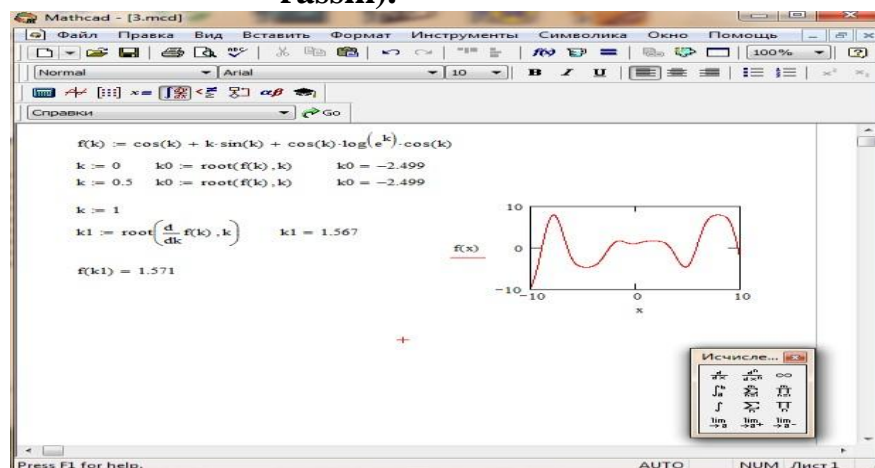 Tassin).
Mathcad - [3.mcd]
Файл Правка Вид Вставить Формат Инструменты Символика Окно Помощь
100%
Normal Arial 10 B I U
Справки Go
f(k) := cos(k) + k·sin(k) + cos(k)·log(e^k)·cos(k)
k := 0 k0 := root(f(k),k) k0 = −2.499
k := 0.5 k0 := root(f(k),k) k0 = −2.499
k := 1
k1 := root(d/dk f(k),k) k1 = 1.567
f(k1) = 1.571
10
f(x) 0
−10
−10 0 10
x
Исчисле...
Press F1 for help. AUTO NUM Лист 1